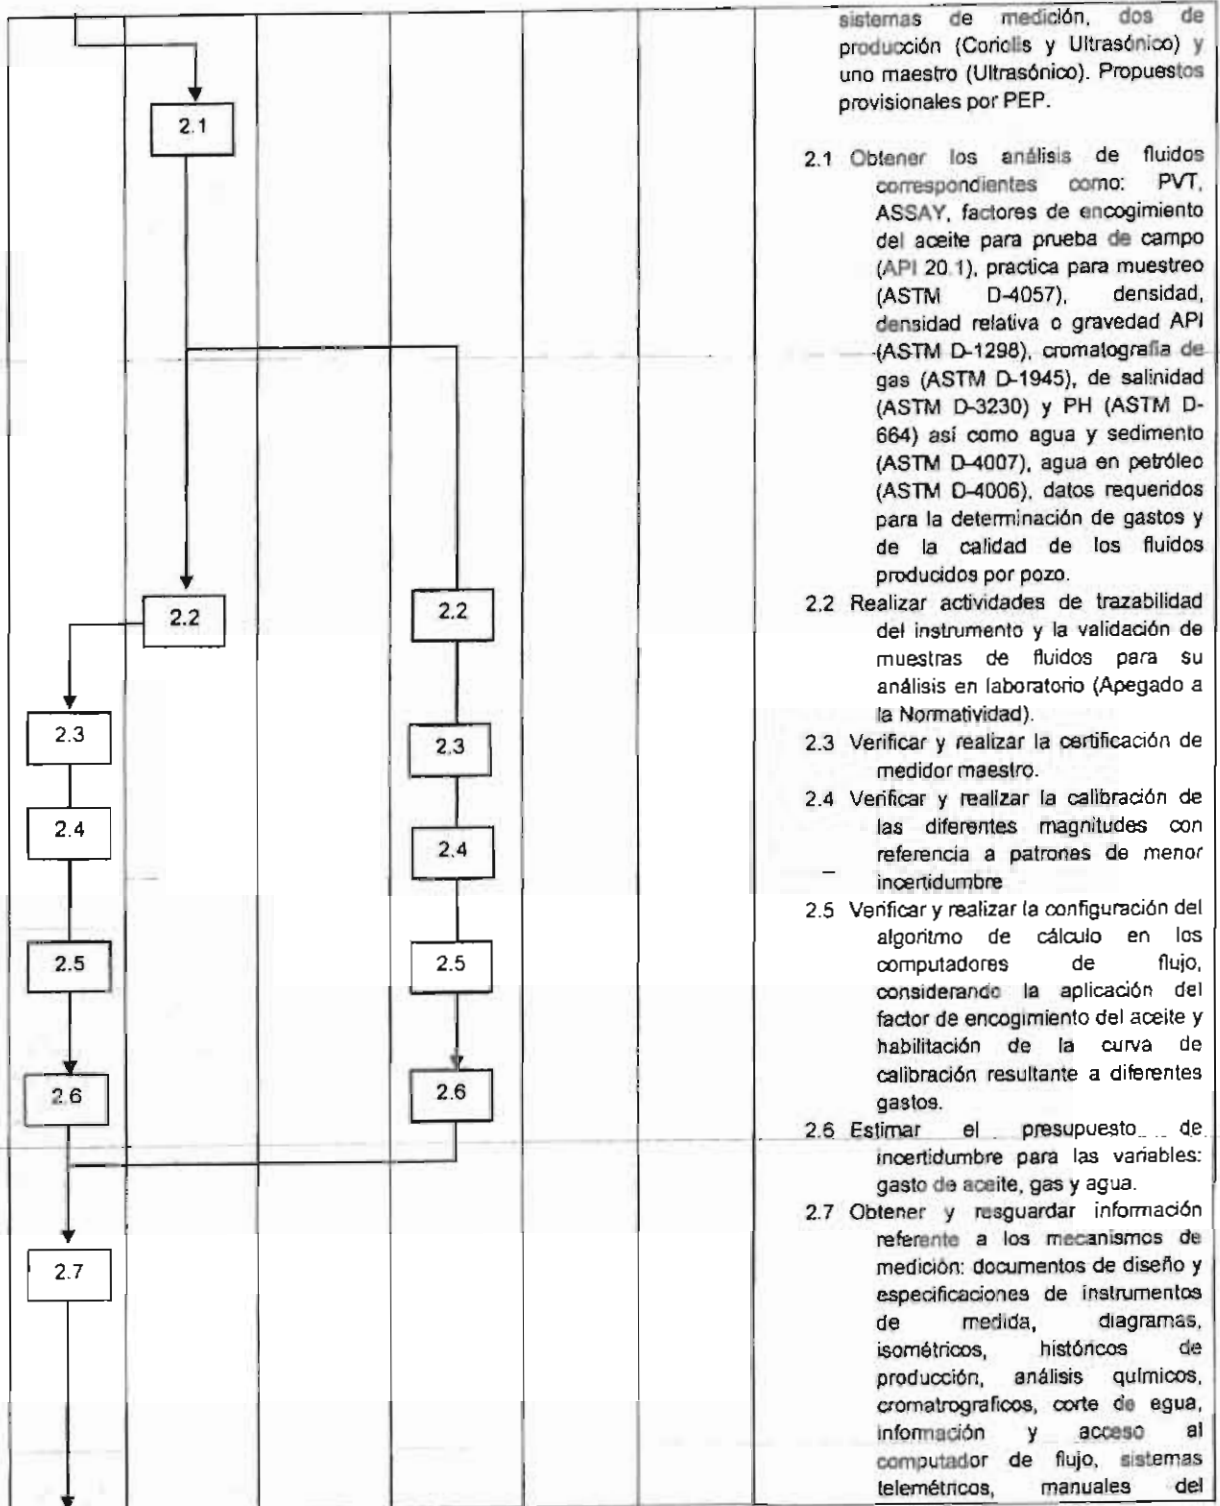 sistemas de medición, dos de
producción (Coriolis y Ultrasónico) y
uno maestro (Ultrasónico). Propuestos
provisionales por PEP.
2.1
2.1 Obtener los análisis de fluidos
correspondientes como: PVT,
ASSAY, factores de encogimiento
del aceite para prueba de campo
(API 20.1), practica para muestreo
(ASTM D-4057), densidad,
densidad relativa o gravedad API
(ASTM D-1298), cromatografía de
gas (ASTM D-1945), de salinidad
(ASTM D-3230) y PH (ASTM D-
664) así como agua y sedimento
(ASTM D-4007), agua en petróleo
(ASTM D-4006), datos requeridos
para la determinación de gastos y
de la calidad de los fluidos
producidos por pozo.
2.2
2.2
2.2 Realizar actividades de trazabilidad
del instrumento y la validación de
muestras de fluidos para su
análisis en laboratorio (Apegado a
la Normatividad).
2.3
2.3
2.3 Verificar y realizar la certificación de
medidor maestro.
2.4
2.4
2.4 Verificar y realizar la calibración de
las diferentes magnitudes con
referencia a patrones de menor
incertidumbre
2.5
2.5
2.5 Verificar y realizar la configuración del
algoritmo de cálculo en los
computadores de flujo,
considerando la aplicación del
factor de encogimiento del aceite y
habilitación de la curva de
calibración resultante a diferentes
gastos.
2.6
2.6
2.6 Estimar el presupuesto de
incertidumbre para las variables:
gasto de aceite, gas y agua.
2.7
2.7 Obtener y resguardar información
referente a los mecanismos de
medición: documentos de diseño y
especificaciones de instrumentos
de medida, diagramas,
isométricos, históricos de
producción, análisis químicos,
cromatrograficos, corte de egua,
información y acceso al
computador de flujo, sistemas
telemétricos, manuales del